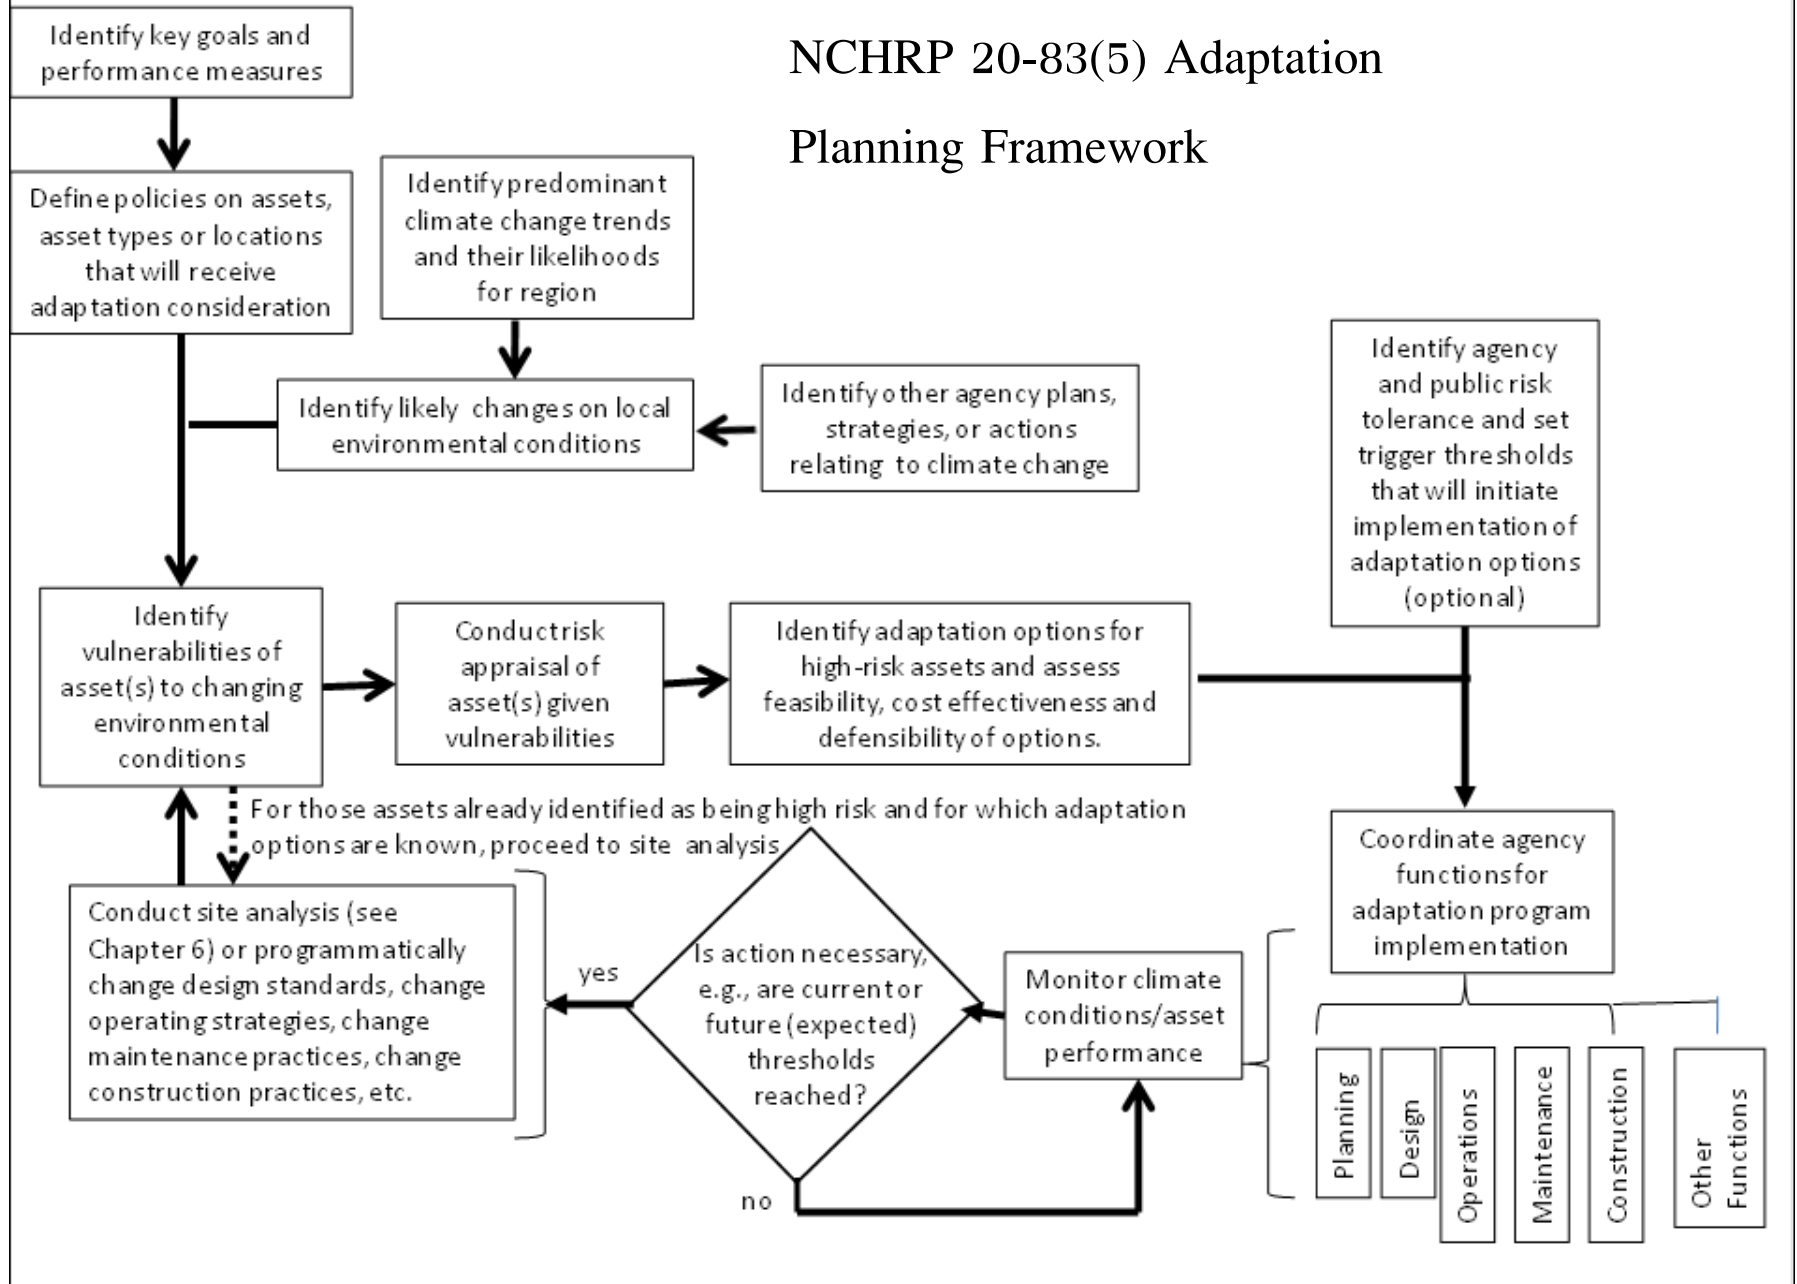 NCHRP 20-83(5) Adaptation
Planning Framework
Identify key goals and
performance measures
Define policies on assets,
asset types or locations
that will receive
adaptation consideration
Identify predominant
climate change trends
and their likelihoods
for region
Identify likely changes on local
environmental conditions
Identify other agency plans,
strategies, or actions
relating to climate change
Identify agency
and public risk
tolerance and set
trigger thresholds
that will initiate
implementation of
adaptation options
(optional)
Identify
vulnerabilities of
asset(s) to changing
environmental
conditions
Conduct risk
appraisal of
asset(s) given
vulnerabilities
Identify adaptation options for
high-risk assets and assess
feasibility, cost effectiveness and
defensibility of options.
For those assets already identified as being high risk and for which adaptation
options are known, proceed to site analysis
Coordinate agency
functions for
adaptation program
implementation
Conduct site analysis (see
Chapter 6) or programmatically
change design standards, change
operating strategies, change
maintenance practices, change
construction practices, etc.
yes
Is action necessary,
e.g., are current or
future (expected)
thresholds
reached?
no
Monitor climate
conditions/asset
performance
Planning
Design
Operations
Maintenance
Construction
Other
Functions